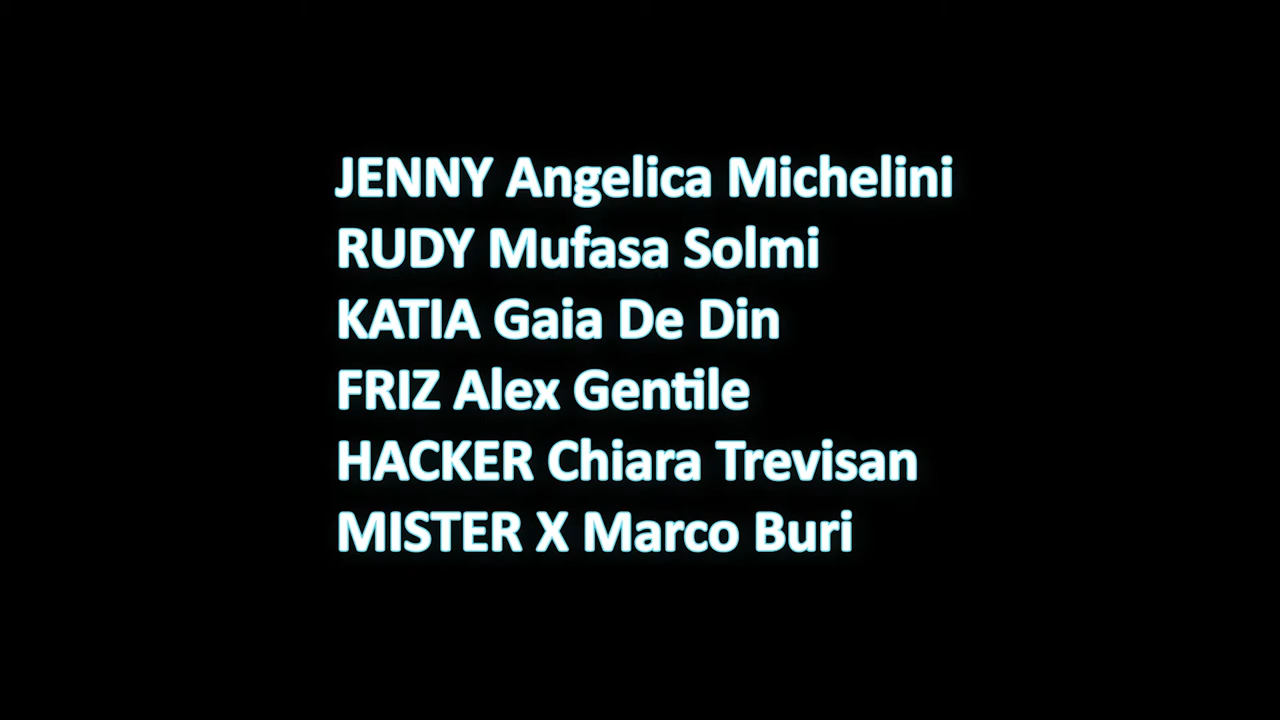 JENNY Angelica Michelini
RUDY Mufasa Solmi
KATIA Gaia De Din
FRIZ Alex Gentile
HACKER Chiara Trevisan
MISTER X Marco Buri